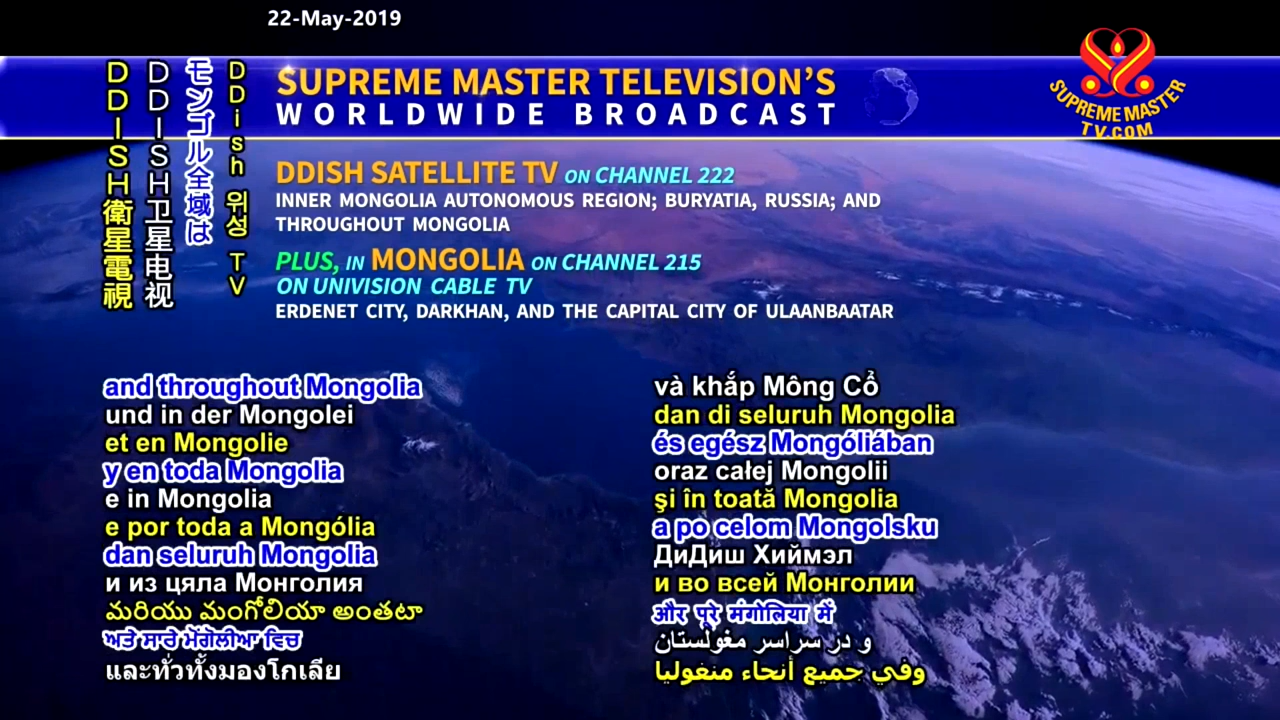 22-May-2019
DDISH衛星電視
DDISH卫星电视
モンゴル全域は
DDish 위성 TV
SUPREME MASTER TELEVISION'S
WORLDWIDE BROADCAST
SUPREME MASTER
TV.COM
DDISH SATELLITE TV ON CHANNEL 222
INNER MONGOLIA AUTONOMOUS REGION; BURYATIA, RUSSIA; AND
THROUGHOUT MONGOLIA
PLUS, IN MONGOLIA ON CHANNEL 215
ON UNIVISION CABLE TV
ERDENET CITY, DARKHAN, AND THE CAPITAL CITY OF ULAANBAATAR
and throughout Mongolia
und in der Mongolei
et en Mongolie
y en toda Mongolia
e in Mongolia
e por toda a Mongólia
dan seluruh Mongolia
и из цяла Монголия
మరియు మంగోలియా అంతటా
ਅਤੇ ਸਾਰੇ ਮੰਗੋਲੀਆ ਵਿਚ
และทั่วทั้งมองโกเลีย
và khắp Mông Cổ
dan di seluruh Mongolia
és egész Mongóliában
oraz całej Mongolii
şi în toată Mongolia
a po celom Mongolsku
ДиДиш Хиймэл
и во всей Монголии
और पूरे मंगोलिया में
و در سراسر مغولستان
وفي جميع أنحاء منغوليا